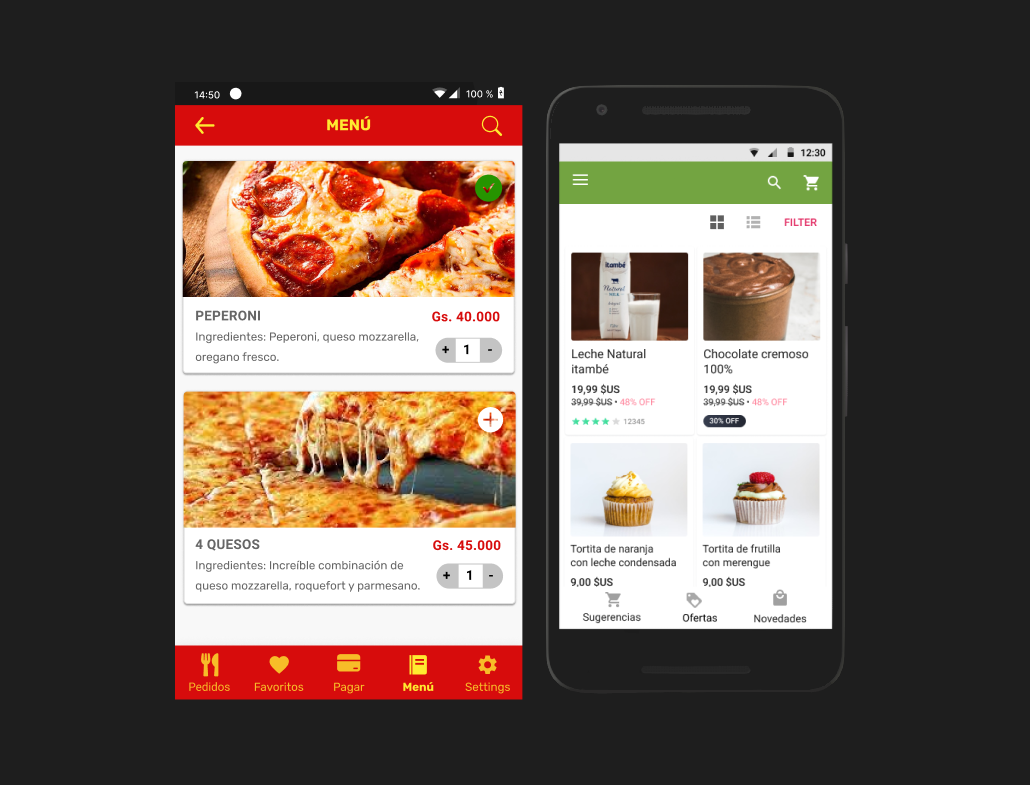 14:50
100 %
MENÚ
PEPERONI
Gs. 40.000
Ingredientes: Peperoni, queso mozzarella,
oregano fresco.
+ 1 -
4 QUESOS
Gs. 45.000
Ingredientes: Increíble combinación de
queso mozzarella, roquefort y parmesano.
+ 1 -
Pedidos
Favoritos
Pagar
Menú
Settings
12:30
FILTER
itambé
Natural
Leche Natural
itambé
19,99 $US
39,99 $US • 48% OFF
12345
Chocolate cremoso
100%
19,99 $US
39,99 $US • 48% OFF
30% OFF
Tortita de naranja
con leche condensada
9,00 $US
Tortita de frutilla
con merengue
9,00 $US
Sugerencias
Ofertas
Novedades